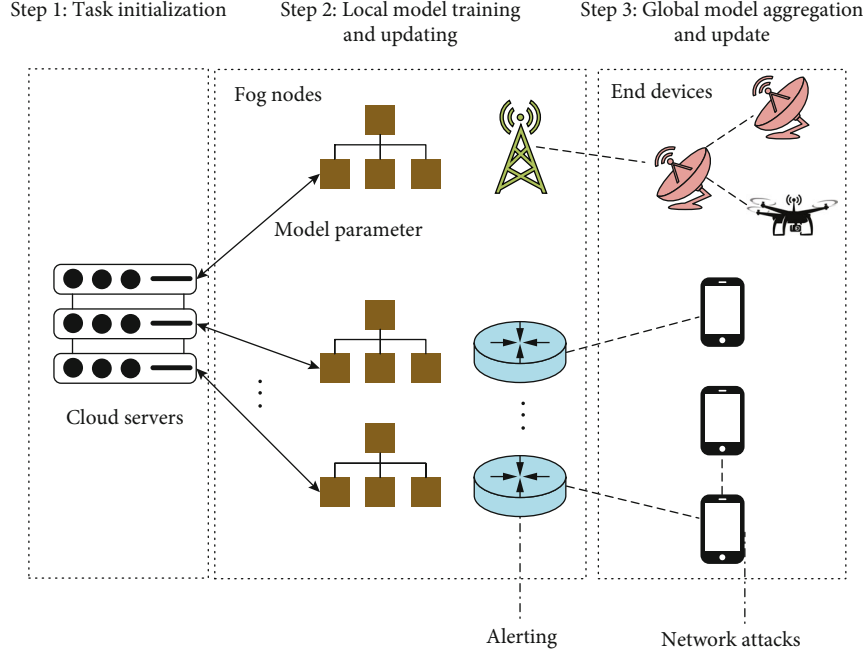 Step 1: Task initialization
Step 2: Local model training
and updating
Step 3: Global model aggregation
and update
Fog nodes
End devices
Model parameter
Cloud servers
Alerting
Network attacks